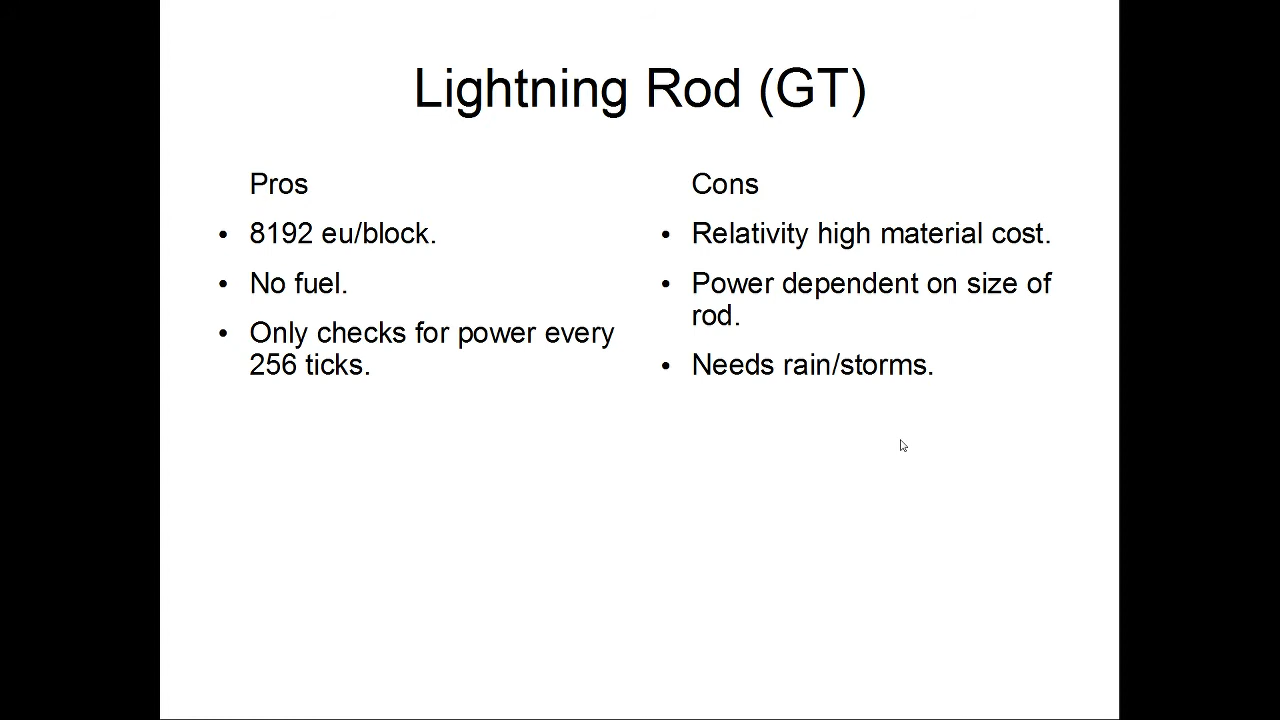 Lightning Rod (GT)
Pros
• 8192 eu/block.
• No fuel.
• Only checks for power every
256 ticks.
Cons
• Relativity high material cost.
• Power dependent on size of
rod.
• Needs rain/storms.